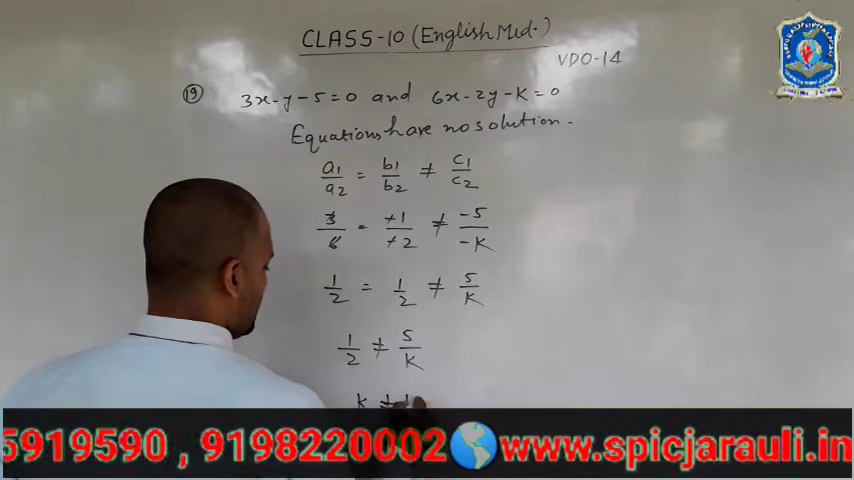 CLASS-10 (English Med.)
VDO-14
19 3x-y-5=0 and 6x-2y-k=0
Equations have no solution.
a1/a2 = b1/b2 ≠ c1/c2
3/6 = +1/+2 ≠ -5/-k
1/2 = 1/2 ≠ 5/k
1/2 ≠ 5/k
k ≠ 1
5919590 , 9198220002 www.spicjarauli.in